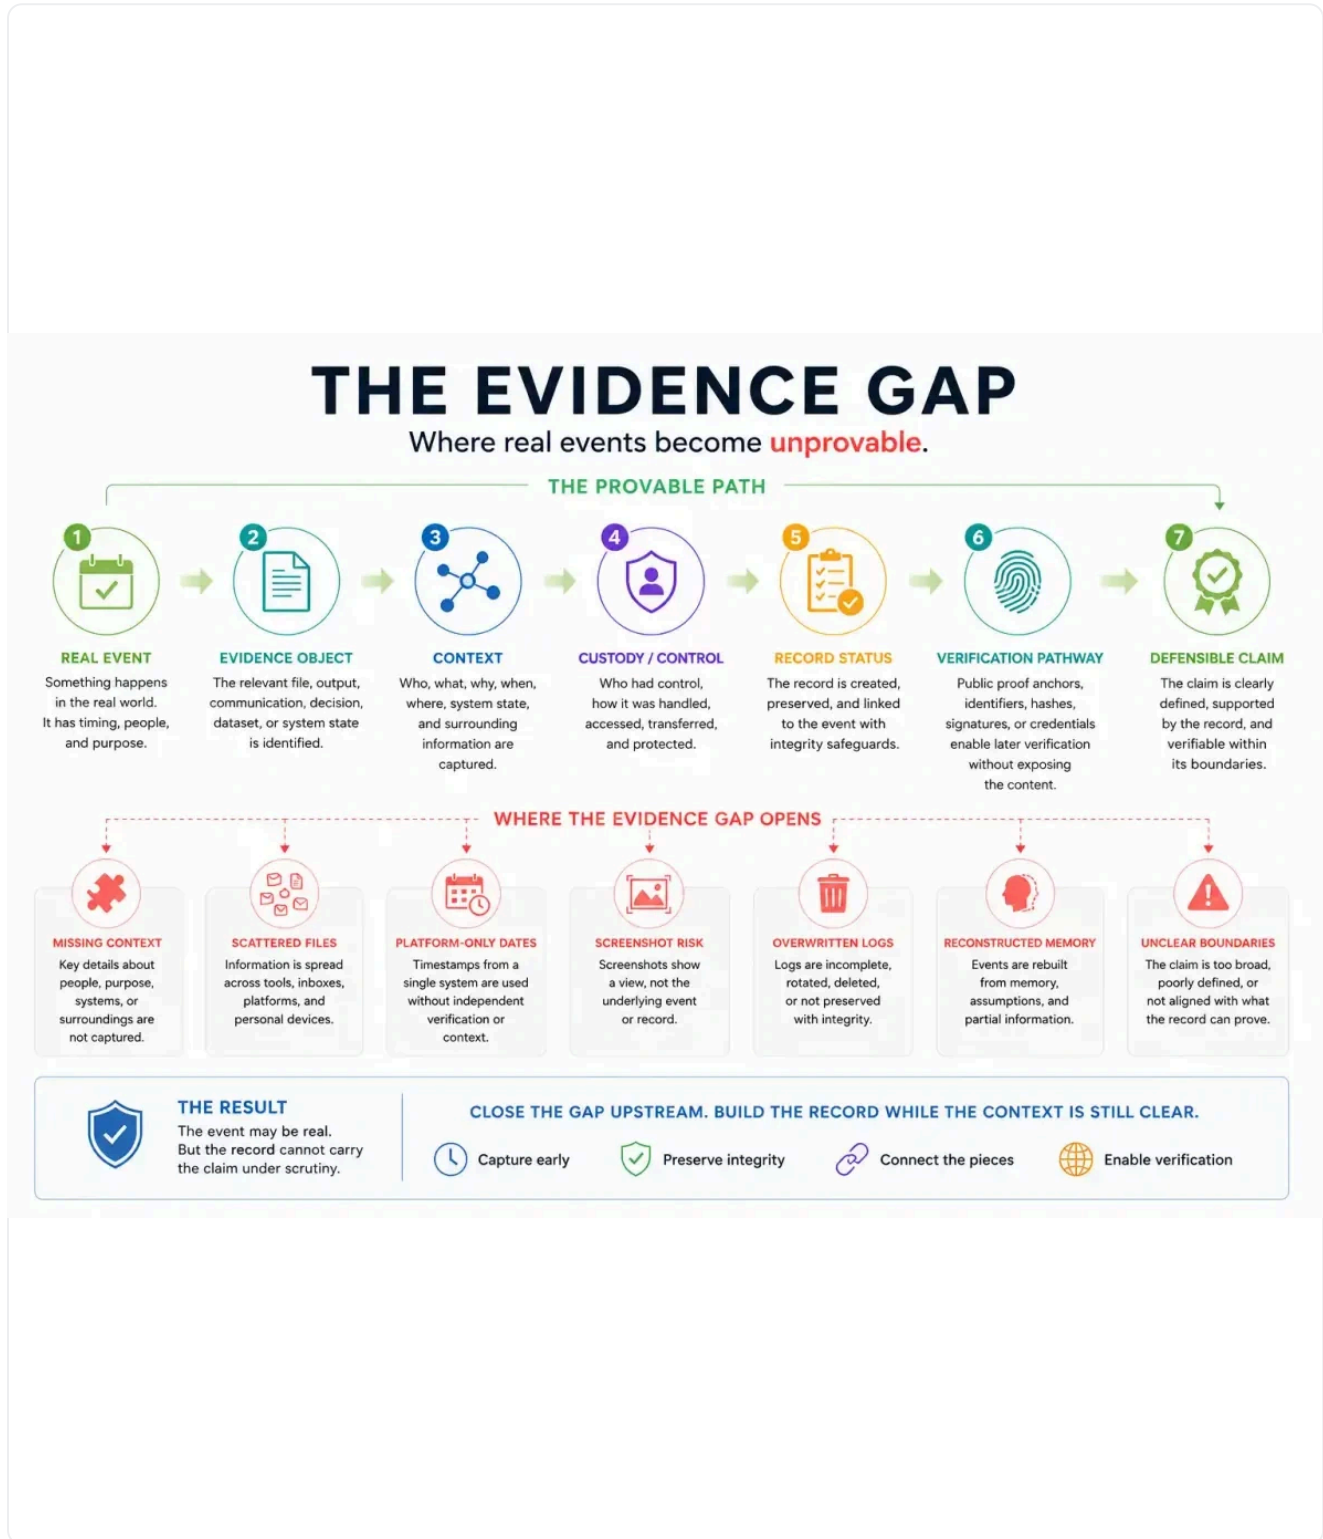 THE EVIDENCE GAP
Where real events become unprovable.
THE PROVABLE PATH
1
REAL EVENT
Something happens
in the real world.
It has timing, people,
and purpose.
2
EVIDENCE OBJECT
The relevant file, output,
communication, decision,
dataset, or system state
is identified.
3
CONTEXT
Who, what, why, when,
where, system state,
and surrounding
information are
captured.
4
CUSTODY / CONTROL
Who had control,
how it was handled,
accessed, transferred,
and protected.
5
RECORD STATUS
The record is created,
preserved, and linked
to the event with
integrity safeguards.
6
VERIFICATION PATHWAY
Public proof anchors,
identifiers, hashes,
signatures, or credentials
enable later verification
without exposing
the content.
7
DEFENSIBLE CLAIM
The claim is clearly
defined, supported
by the record, and
verifiable within
its boundaries.
WHERE THE EVIDENCE GAP OPENS
MISSING CONTEXT
Key details about
people, purpose,
systems, or
surroundings are
not captured.
SCATTERED FILES
Information is spread
across tools, inboxes,
platforms, and
personal devices.
PLATFORM-ONLY DATES
Timestamps from a
single system are used
without independent
verification or
context.
SCREENSHOT RISK
Screenshots show
a view, not the
underlying event
or record.
OVERWRITTEN LOGS
Logs are incomplete,
rotated, deleted,
or not preserved
with integrity.
RECONSTRUCTED MEMORY
Events are rebuilt
from memory,
assumptions, and
partial information.
UNCLEAR BOUNDARIES
The claim is too broad,
poorly defined, or
not aligned with what
the record can prove.
THE RESULT
The event may be real.
But the record cannot carry
the claim under scrutiny.
CLOSE THE GAP UPSTREAM. BUILD THE RECORD WHILE THE CONTEXT IS STILL CLEAR.
Capture early
Preserve integrity
Connect the pieces
Enable verification